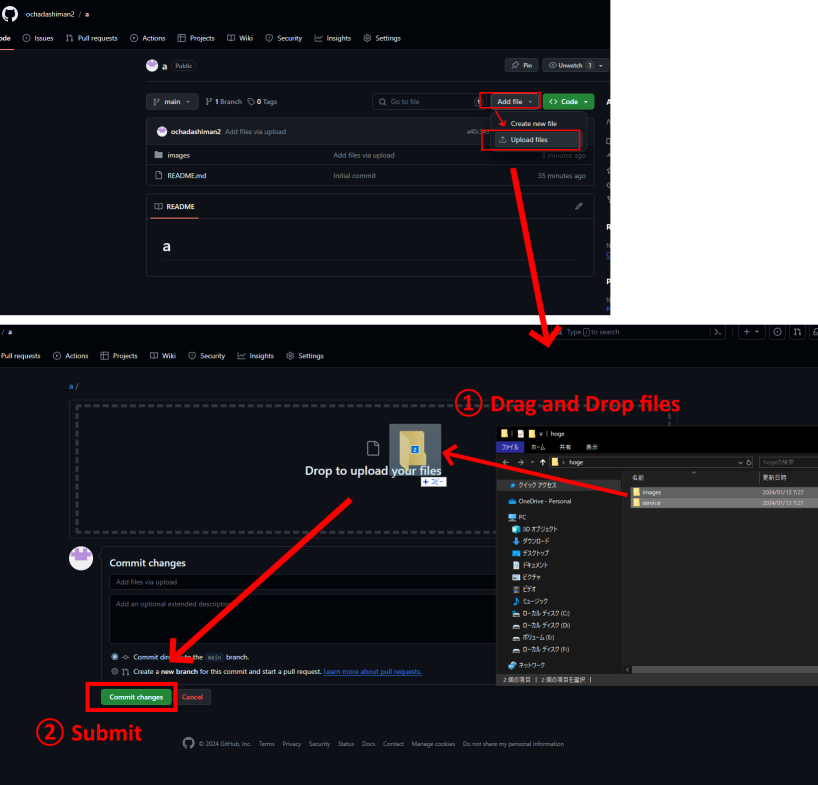 ochadashiman2 / a
ode Issues Pull requests Actions Projects Wiki Security Insights Settings
a Public
Pin Unwatch 1
main 1 Branch 0 Tags Go to file Add file Code
ochadashiman2 Add files via upload
Create new file
Upload files
images Add files via upload 8 minutes ago
README.md Initial commit 35 minutes ago
README
a
/ a Type / to search
Pull requests Actions Projects Wiki Security Insights Settings
a /
① Drag and Drop files
Drop to upload your files
2
+ コピー
hoge
ファイル ホーム 共有 表示
hoge hogeの検索
名前 更新日時
クイック アクセス
images 2024/01/13 7:27
service 2024/01/13 7:27
OneDrive - Personal
PC
3D オブジェクト
ダウンロード
デスクトップ
ドキュメント
ピクチャ
ビデオ
ミュージック
ローカル ディスク (C:)
ローカル ディスク (D:)
ボリューム (E:)
ローカル ディスク (F:)
ネットワーク
2 個の項目 2 個の項目を選択
Commit changes
Add files via upload
Add an optional extended description
Commit to the main branch.
Create a new branch for this commit and start a pull request. Learn more about pull requests.
Commit changes Cancel
② Submit
© 2024 GitHub, Inc. Terms Privacy Security Status Docs Contact Manage cookies Do not share my personal information